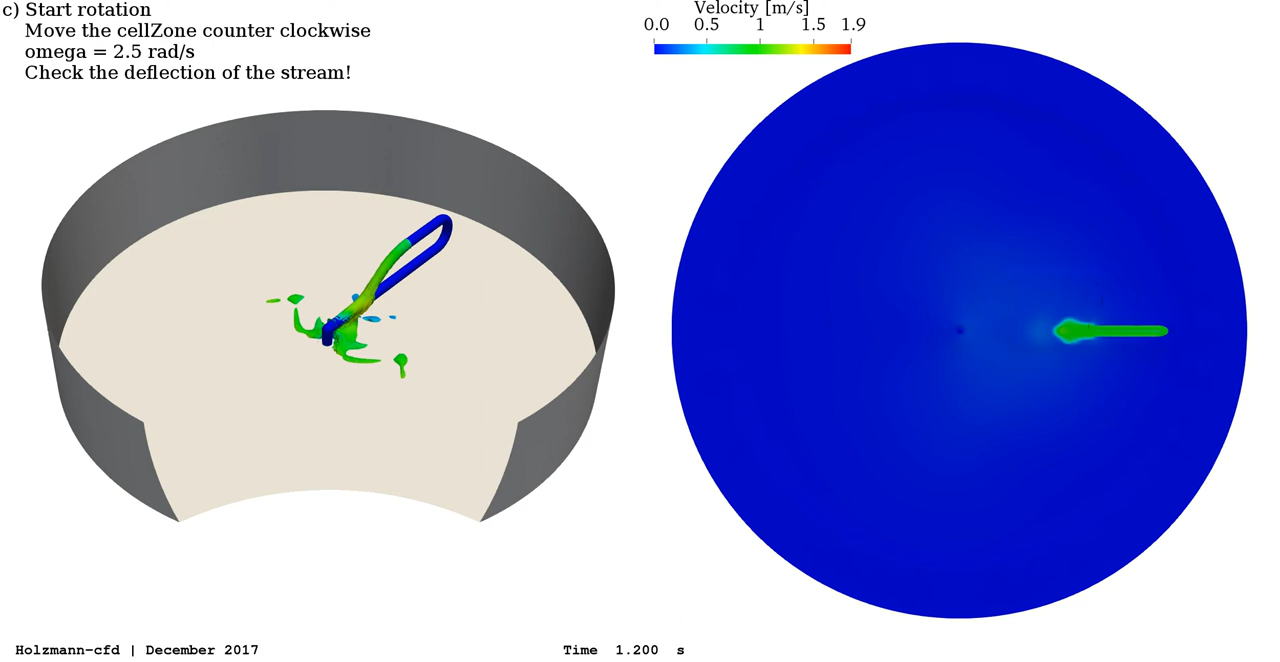 c) Start rotation
Move the cellZone counter clockwise
omega = 2.5 rad/s
Check the deflection of the stream!
Velocity [m/s]
0.0 0.5 1 1.5 1.9
Holzmann-cfd | December 2017
Time 1.200 s